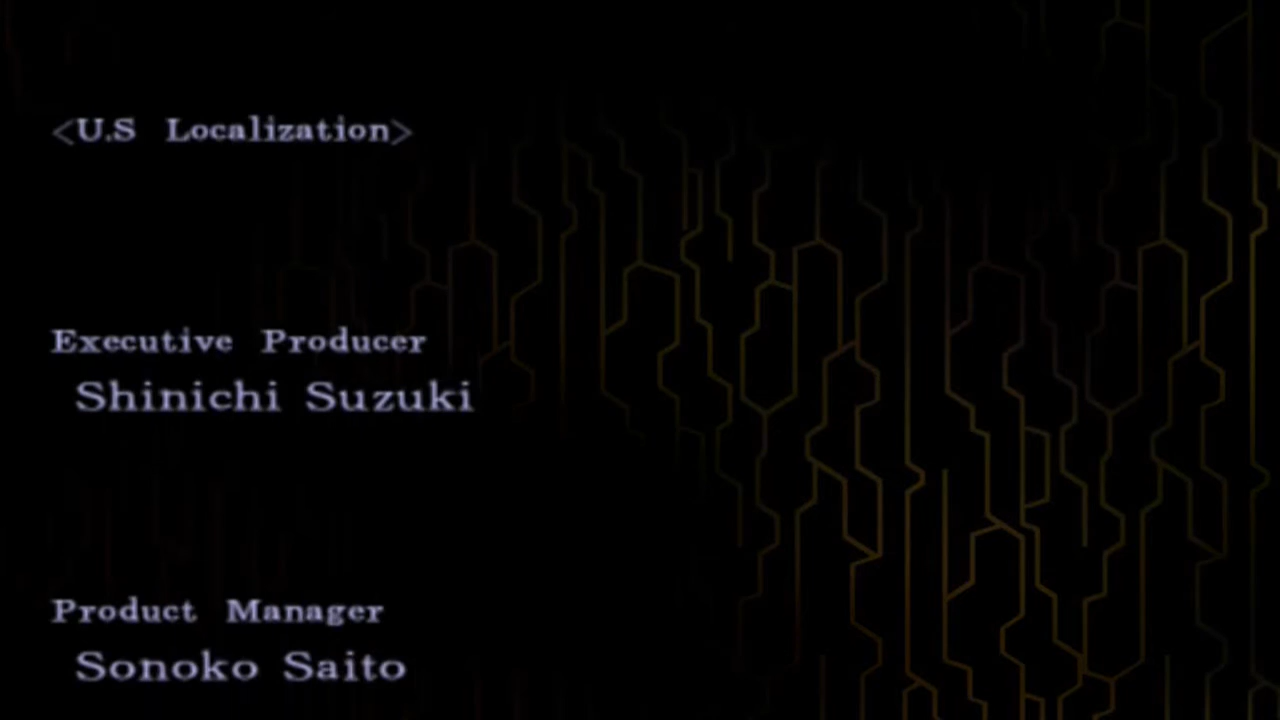 <U.S Localization>
Executive Producer
Shinichi Suzuki
Product Manager
Sonoko Saito